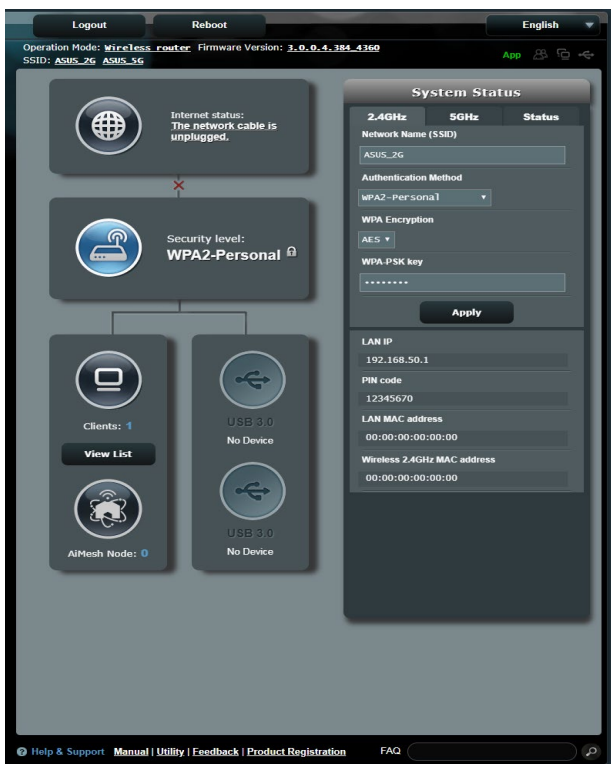 Logout Reboot English
Operation Mode: Wireless router Firmware Version: 3.0.0.4.384_4360
SSID: ASUS_2G ASUS_5G
App
Internet status:
The network cable is
unplugged.
Security level:
WPA2-Personal
Clients: 1
View List
AiMesh Node: 0
USB 3.0
No Device
USB 3.0
No Device
System Status
2.4GHz 5GHz Status
Network Name (SSID)
ASUS_2G
Authentication Method
WPA2-Personal
WPA Encryption
AES
WPA-PSK key
••••••••
Apply
LAN IP
192.168.50.1
PIN code
12345670
LAN MAC address
00:00:00:00:00:00
Wireless 2.4GHz MAC address
00:00:00:00:00:00
Help & Support Manual | Utility | Feedback | Product Registration FAQ